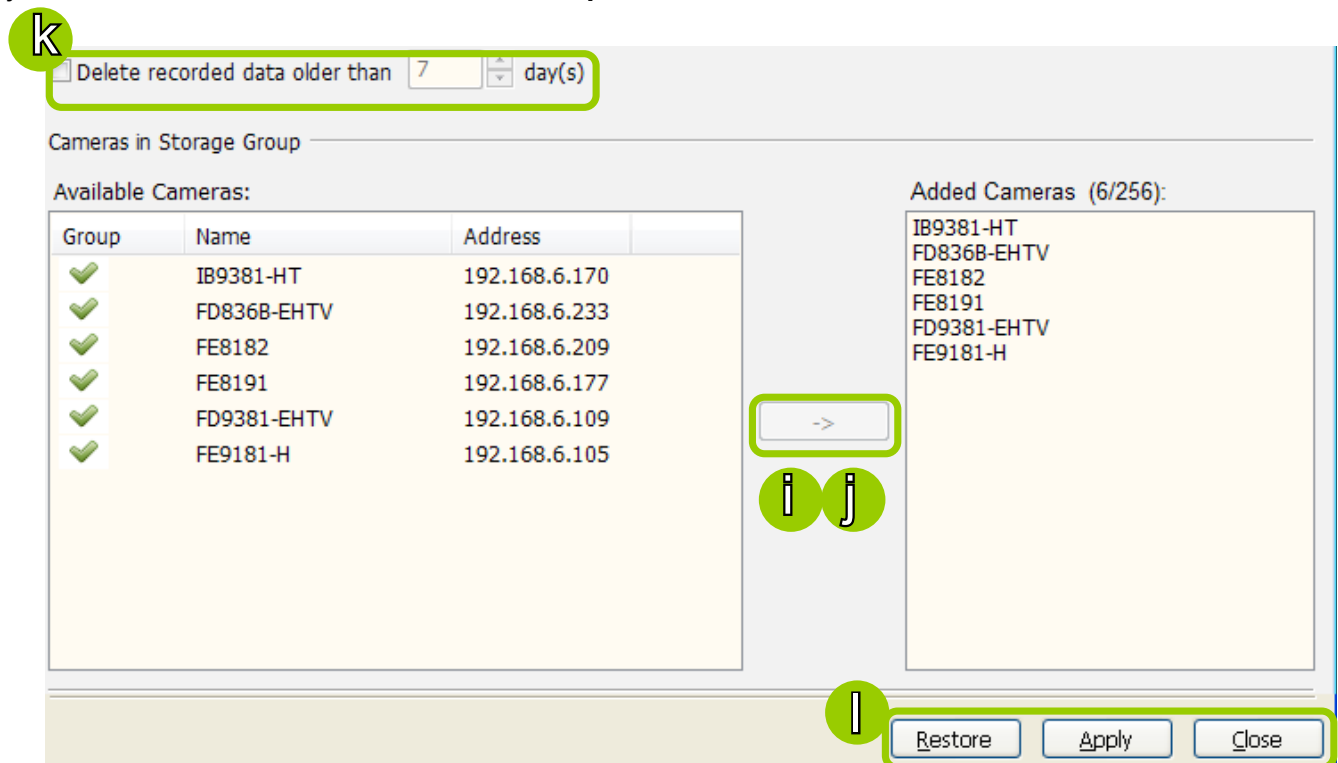 k
Delete recorded data older than 7 day(s)
Cameras in Storage Group
Available Cameras:
Group Name Address
IB9381-HT 192.168.6.170
FD836B-EHTV 192.168.6.233
FE8182 192.168.6.209
FE8191 192.168.6.177
FD9381-EHTV 192.168.6.109
FE9181-H 192.168.6.105
->
i j
Added Cameras (6/256):
IB9381-HT
FD836B-EHTV
FE8182
FE8191
FD9381-EHTV
FE9181-H
l
Restore Apply Close